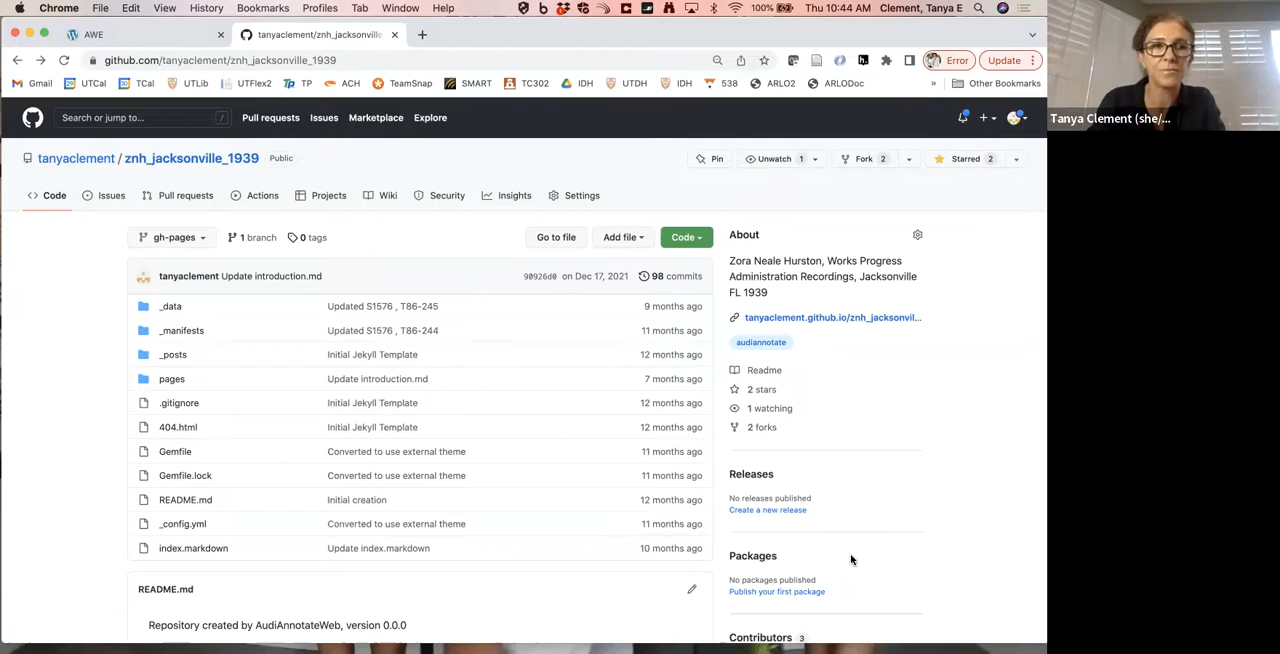 Chrome File Edit View History Bookmarks Profiles Tab Window Help 100% Thu 10:44 AM Clement, Tanya E
AWE tanyaclement/znh_jacksonville
github.com/tanyaclement/znh_jacksonville_1939 Error Update
Gmail UTCal TCal UTLib UTFlex2 TP ACH TeamSnap SMART TC302 IDH UTDH IDH 538 ARLO2 ARLODoc » Other Bookmarks
Tanya Clement (she/...
Search or jump to... / Pull requests Issues Marketplace Explore
tanyaclement / znh_jacksonville_1939 Public Pin Unwatch 1 Fork 2 Starred 2
Code Issues Pull requests Actions Projects Wiki Security Insights Settings
gh-pages 1 branch 0 tags Go to file Add file Code
About
Zora Neale Hurston, Works Progress
Administration Recordings, Jacksonville
FL 1939
tanyaclement.github.io/znh_jacksonvil...
audiannotate
Readme
2 stars
1 watching
2 forks
tanyaclement Update introduction.md 90926d0 on Dec 17, 2021 98 commits
_data Updated S1576 , T86-245 9 months ago
_manifests Updated S1576 , T86-244 11 months ago
_posts Initial Jekyll Template 12 months ago
pages Update introduction.md 7 months ago
.gitignore Initial Jekyll Template 12 months ago
404.html Initial Jekyll Template 12 months ago
Gemfile Converted to use external theme 11 months ago
Gemfile.lock Converted to use external theme 11 months ago
README.md Initial creation 12 months ago
_config.yml Converted to use external theme 11 months ago
index.markdown Update index.markdown 10 months ago
Releases
No releases published
Create a new release
Packages
No packages published
Publish your first package
Contributors 3
README.md
Repository created by AudiAnnotateWeb, version 0.0.0